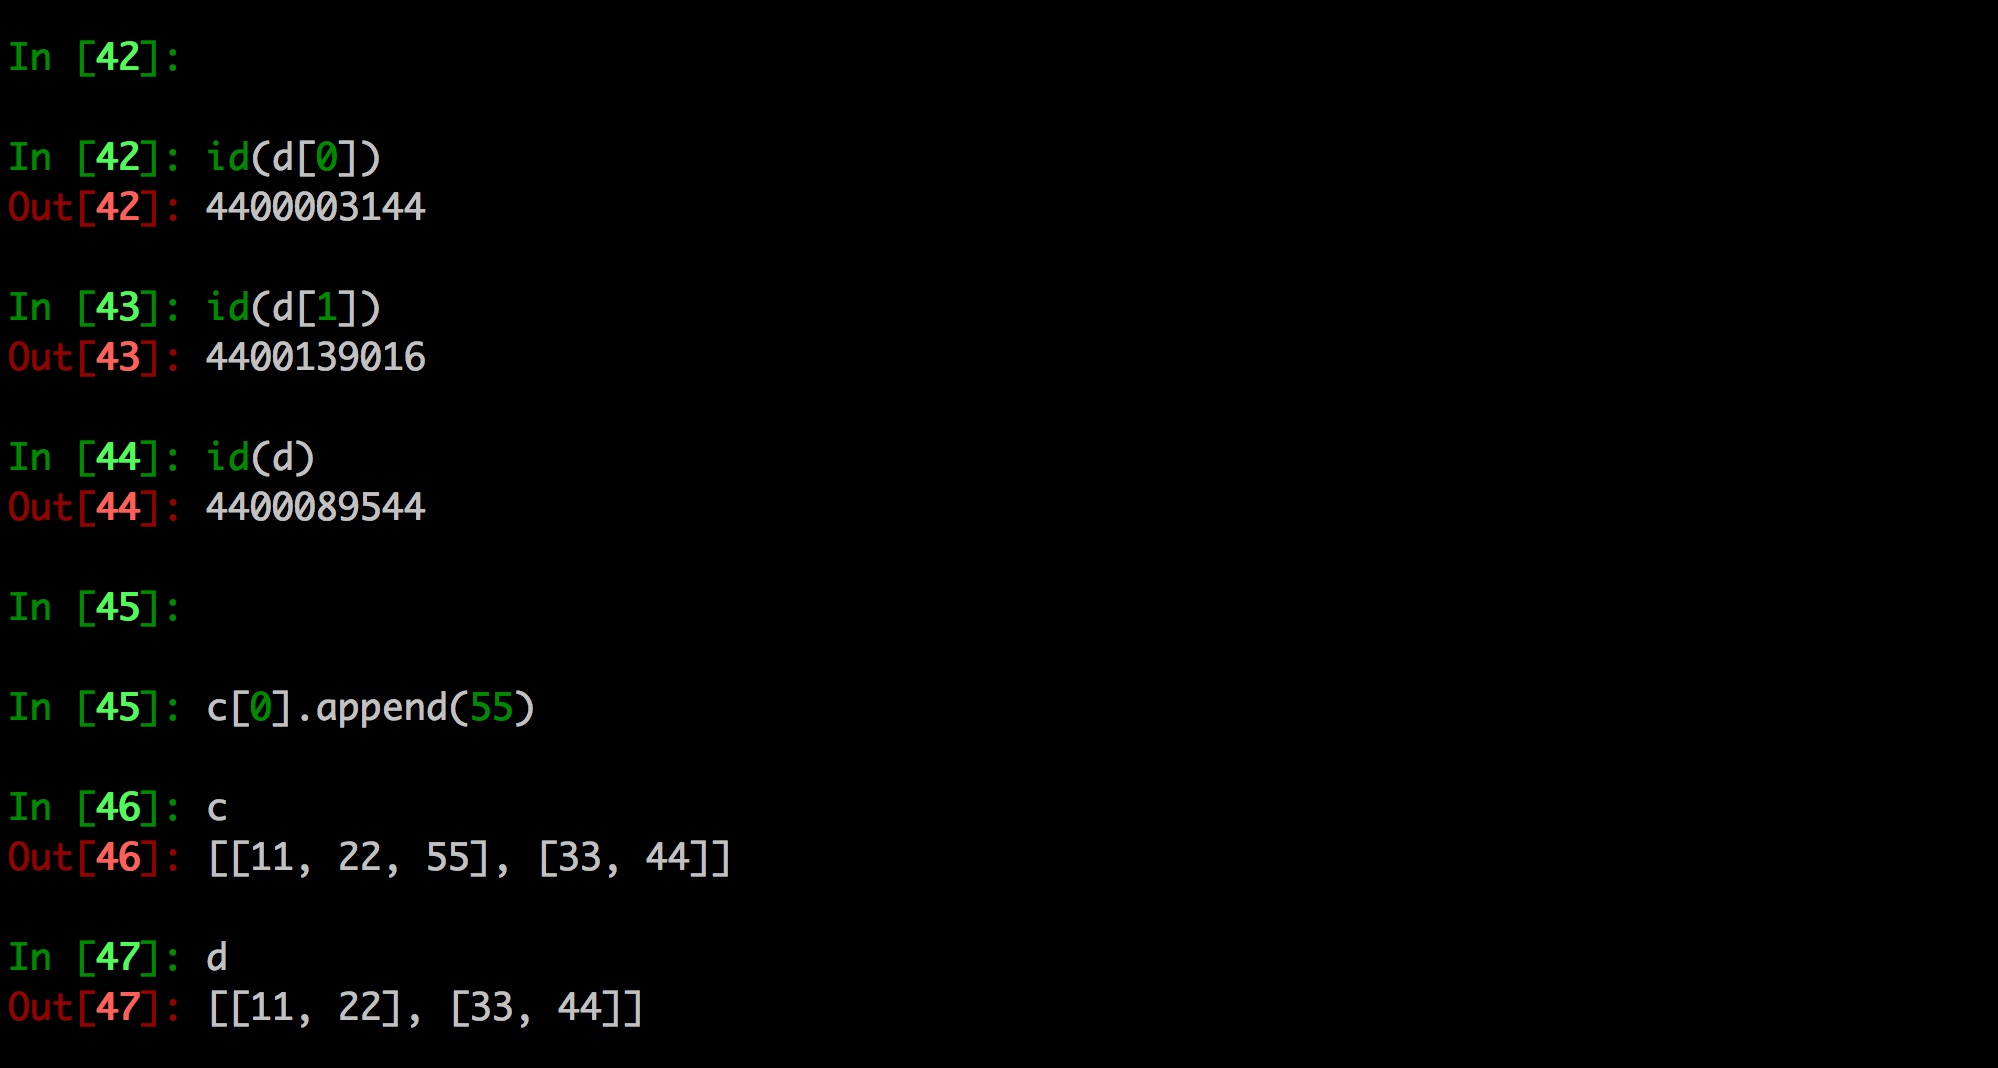 In [42]:
In [42]: id(d[0])
Out[42]: 4400003144
In [43]: id(d[1])
Out[43]: 4400139016
In [44]: id(d)
Out[44]: 4400089544
In [45]:
In [45]: c[0].append(55)
In [46]: c
Out[46]: [[11, 22, 55], [33, 44]]
In [47]: d
Out[47]: [[11, 22], [33, 44]]